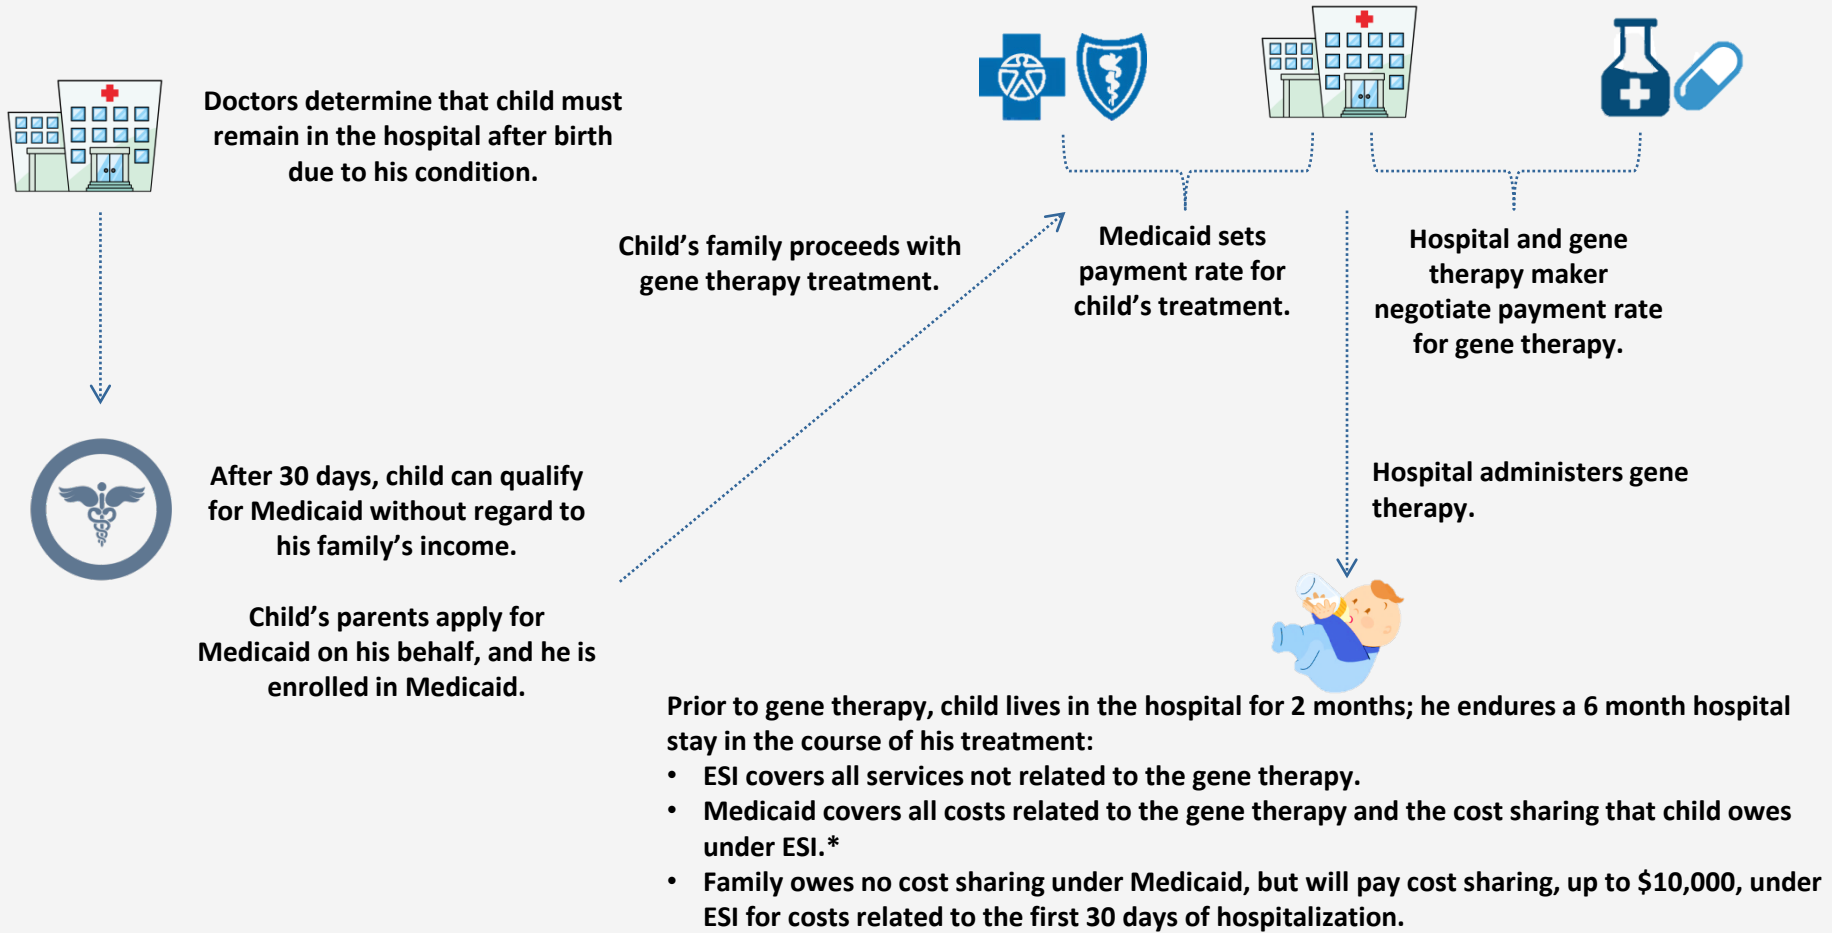 Doctors determine that child must
remain in the hospital after birth
due to his condition.
After 30 days, child can qualify
for Medicaid without regard to
his family’s income.
Child’s parents apply for
Medicaid on his behalf, and he is
enrolled in Medicaid.
Child’s family proceeds with
gene therapy treatment.
Medicaid sets
payment rate for
child’s treatment.
Hospital and gene
therapy maker
negotiate payment rate
for gene therapy.
Hospital administers gene
therapy.
Prior to gene therapy, child lives in the hospital for 2 months; he endures a 6 month hospital
stay in the course of his treatment:
• ESI covers all services not related to the gene therapy.
• Medicaid covers all costs related to the gene therapy and the cost sharing that child owes
under ESI.*
• Family owes no cost sharing under Medicaid, but will pay cost sharing, up to $10,000, under
ESI for costs related to the first 30 days of hospitalization.